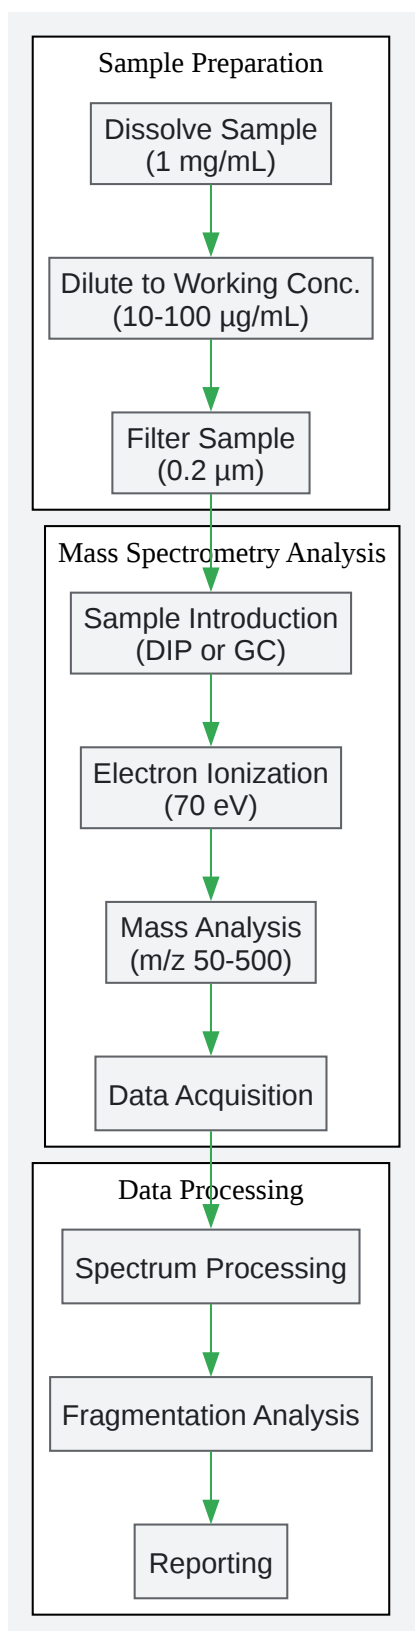 Sample Preparation
Dissolve Sample
(1 mg/mL)
Dilute to Working Conc.
(10-100 µg/mL)
Filter Sample
(0.2 µm)
Mass Spectrometry Analysis
Sample Introduction
(DIP or GC)
Electron Ionization
(70 eV)
Mass Analysis
(m/z 50-500)
Data Acquisition
Data Processing
Spectrum Processing
Fragmentation Analysis
Reporting